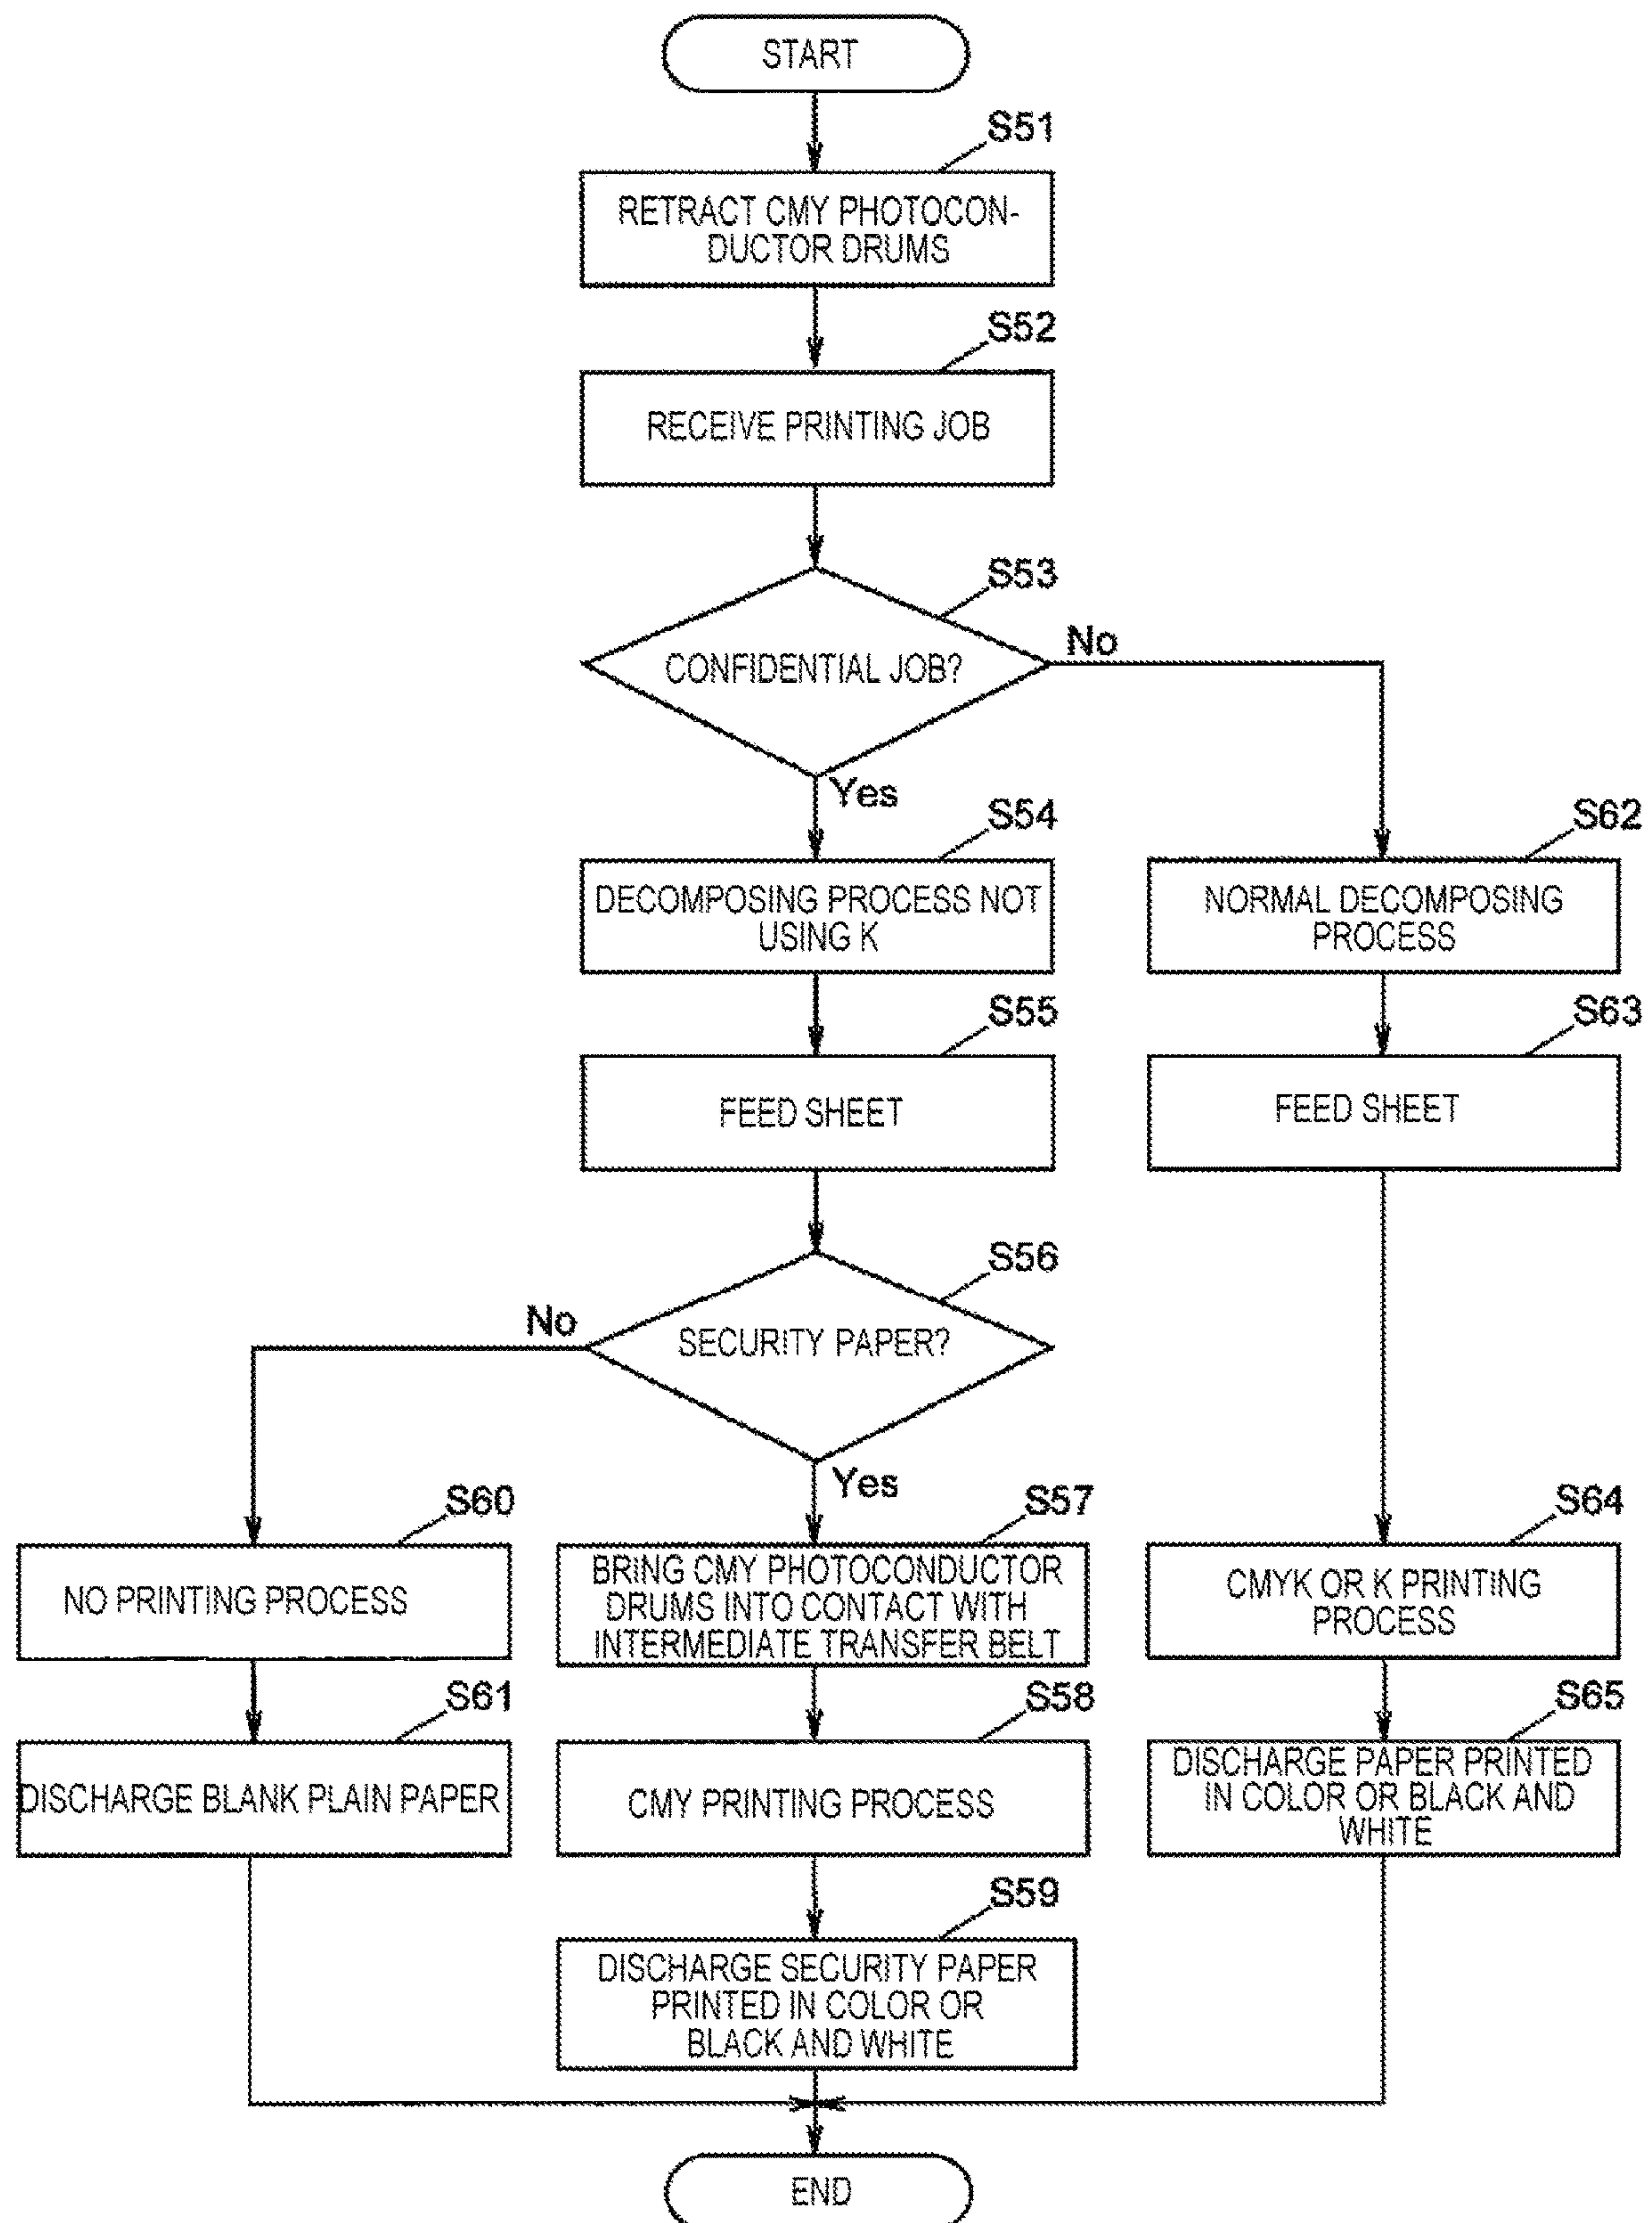 START
S51
RETRACT CMY PHOTOCON-
DUCTOR DRUMS
S52
RECEIVE PRINTING JOB
S53
CONFIDENTIAL JOB?
No
Yes
S54
DECOMPOSING PROCESS NOT
USING K
S62
NORMAL DECOMPOSING
PROCESS
S55
FEED SHEET
S63
FEED SHEET
S56
SECURITY PAPER?
No
Yes
S60
NO PRINTING PROCESS
S57
BRING CMY PHOTOCONDUCTOR
DRUMS INTO CONTACT WITH
INTERMEDIATE TRANSFER BELT
S64
CMYK OR K PRINTING
PROCESS
S61
DISCHARGE BLANK PLAIN PAPER
S58
CMY PRINTING PROCESS
S65
DISCHARGE PAPER PRINTED
IN COLOR OR BLACK AND
WHITE
S59
DISCHARGE SECURITY PAPER
PRINTED IN COLOR OR
BLACK AND WHITE
END